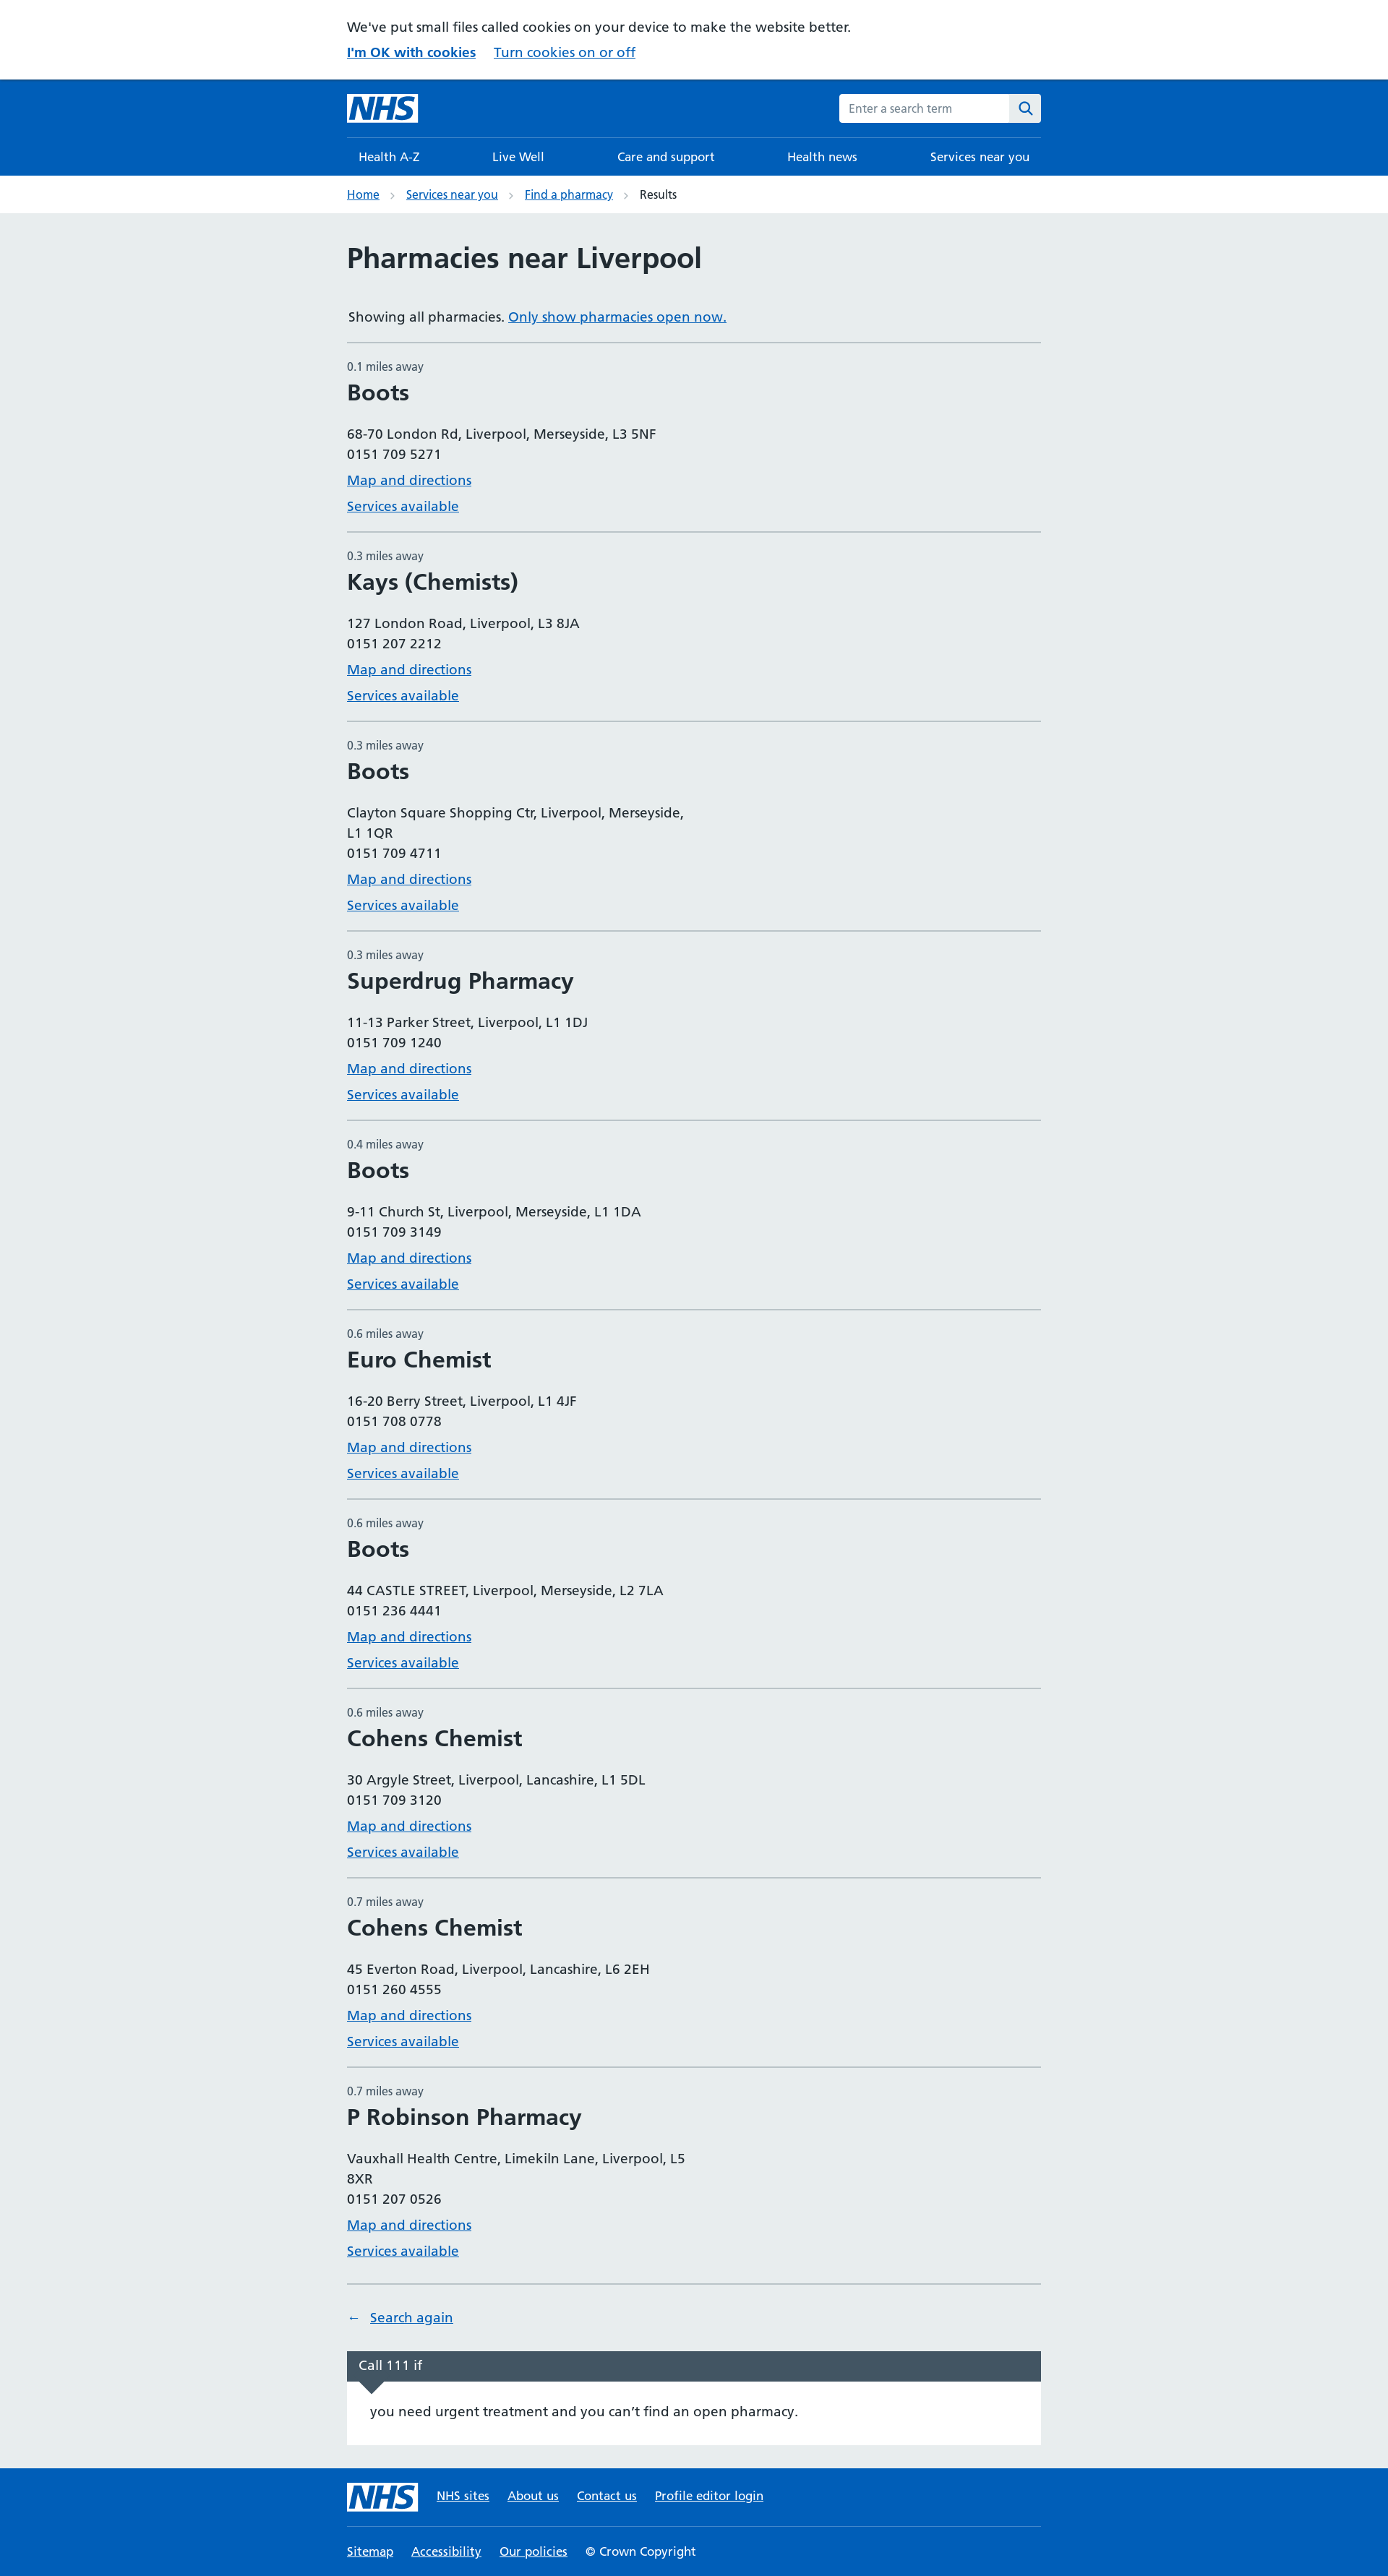 We've put small files called cookies on your device to make the website better.
I'm OK with cookies Turn cookies on or off
NHS Enter a search term
Health A-Z Live Well Care and support Health news Services near you
Home Services near you Find a pharmacy Results
Pharmacies near Liverpool
Showing all pharmacies. Only show pharmacies open now.
0.1 miles away
Boots
68-70 London Rd, Liverpool, Merseyside, L3 5NF
0151 709 5271
Map and directions
Services available
0.3 miles away
Kays (Chemists)
127 London Road, Liverpool, L3 8JA
0151 207 2212
Map and directions
Services available
0.3 miles away
Boots
Clayton Square Shopping Ctr, Liverpool, Merseyside,
L1 1QR
0151 709 4711
Map and directions
Services available
0.3 miles away
Superdrug Pharmacy
11-13 Parker Street, Liverpool, L1 1DJ
0151 709 1240
Map and directions
Services available
0.4 miles away
Boots
9-11 Church St, Liverpool, Merseyside, L1 1DA
0151 709 3149
Map and directions
Services available
0.6 miles away
Euro Chemist
16-20 Berry Street, Liverpool, L1 4JF
0151 708 0778
Map and directions
Services available
0.6 miles away
Boots
44 CASTLE STREET, Liverpool, Merseyside, L2 7LA
0151 236 4441
Map and directions
Services available
0.6 miles away
Cohens Chemist
30 Argyle Street, Liverpool, Lancashire, L1 5DL
0151 709 3120
Map and directions
Services available
0.7 miles away
Cohens Chemist
45 Everton Road, Liverpool, Lancashire, L6 2EH
0151 260 4555
Map and directions
Services available
0.7 miles away
P Robinson Pharmacy
Vauxhall Health Centre, Limekiln Lane, Liverpool, L5
8XR
0151 207 0526
Map and directions
Services available
← Search again
Call 111 if
you need urgent treatment and you can’t find an open pharmacy.
NHS NHS sites About us Contact us Profile editor login
Sitemap Accessibility Our policies © Crown Copyright